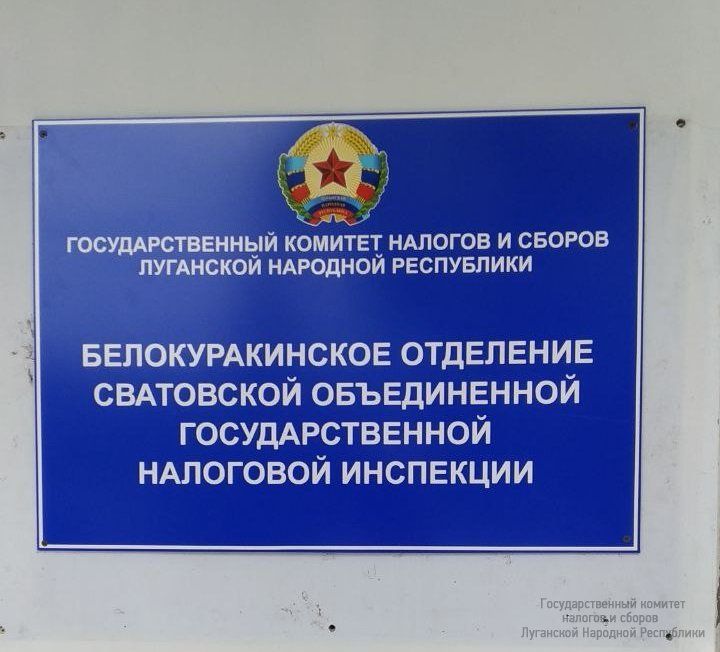 ГОСУДАРСТВЕННЫЙ КОМИТЕТ НАЛОГОВ И СБОРОВ
ЛУГАНСКОЙ НАРОДНОЙ РЕСПУБЛИКИ
БЕЛОКУРАКИНСКОЕ ОТДЕЛЕНИЕ
СВАТОВСКОЙ ОБЪЕДИНЕННОЙ
ГОСУДАРСТВЕННОЙ
НАЛОГОВОЙ ИНСПЕКЦИИ
Государственный комитет
налогов и сборов
Луганской Народной Республики